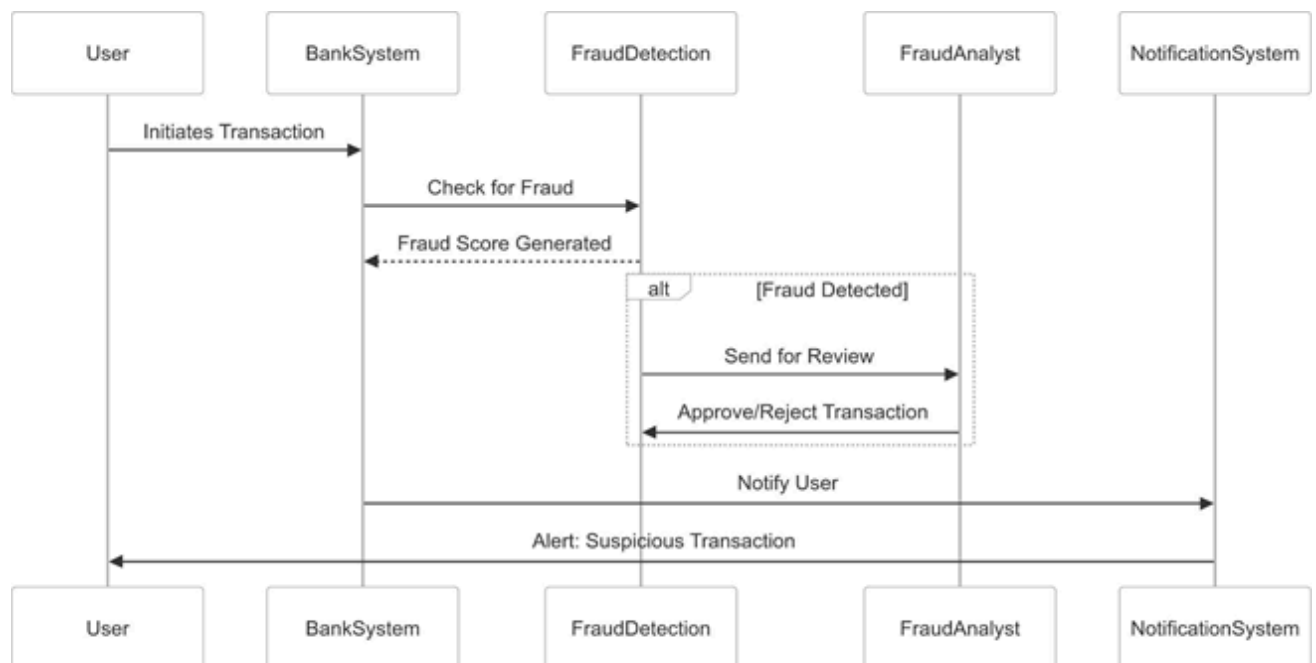 User
BankSystem
FraudDetection
FraudAnalyst
NotificationSystem
Initiates Transaction
Check for Fraud
Fraud Score Generated
alt
[Fraud Detected]
Send for Review
Approve/Reject Transaction
Notify User
Alert: Suspicious Transaction
User
BankSystem
FraudDetection
FraudAnalyst
NotificationSystem